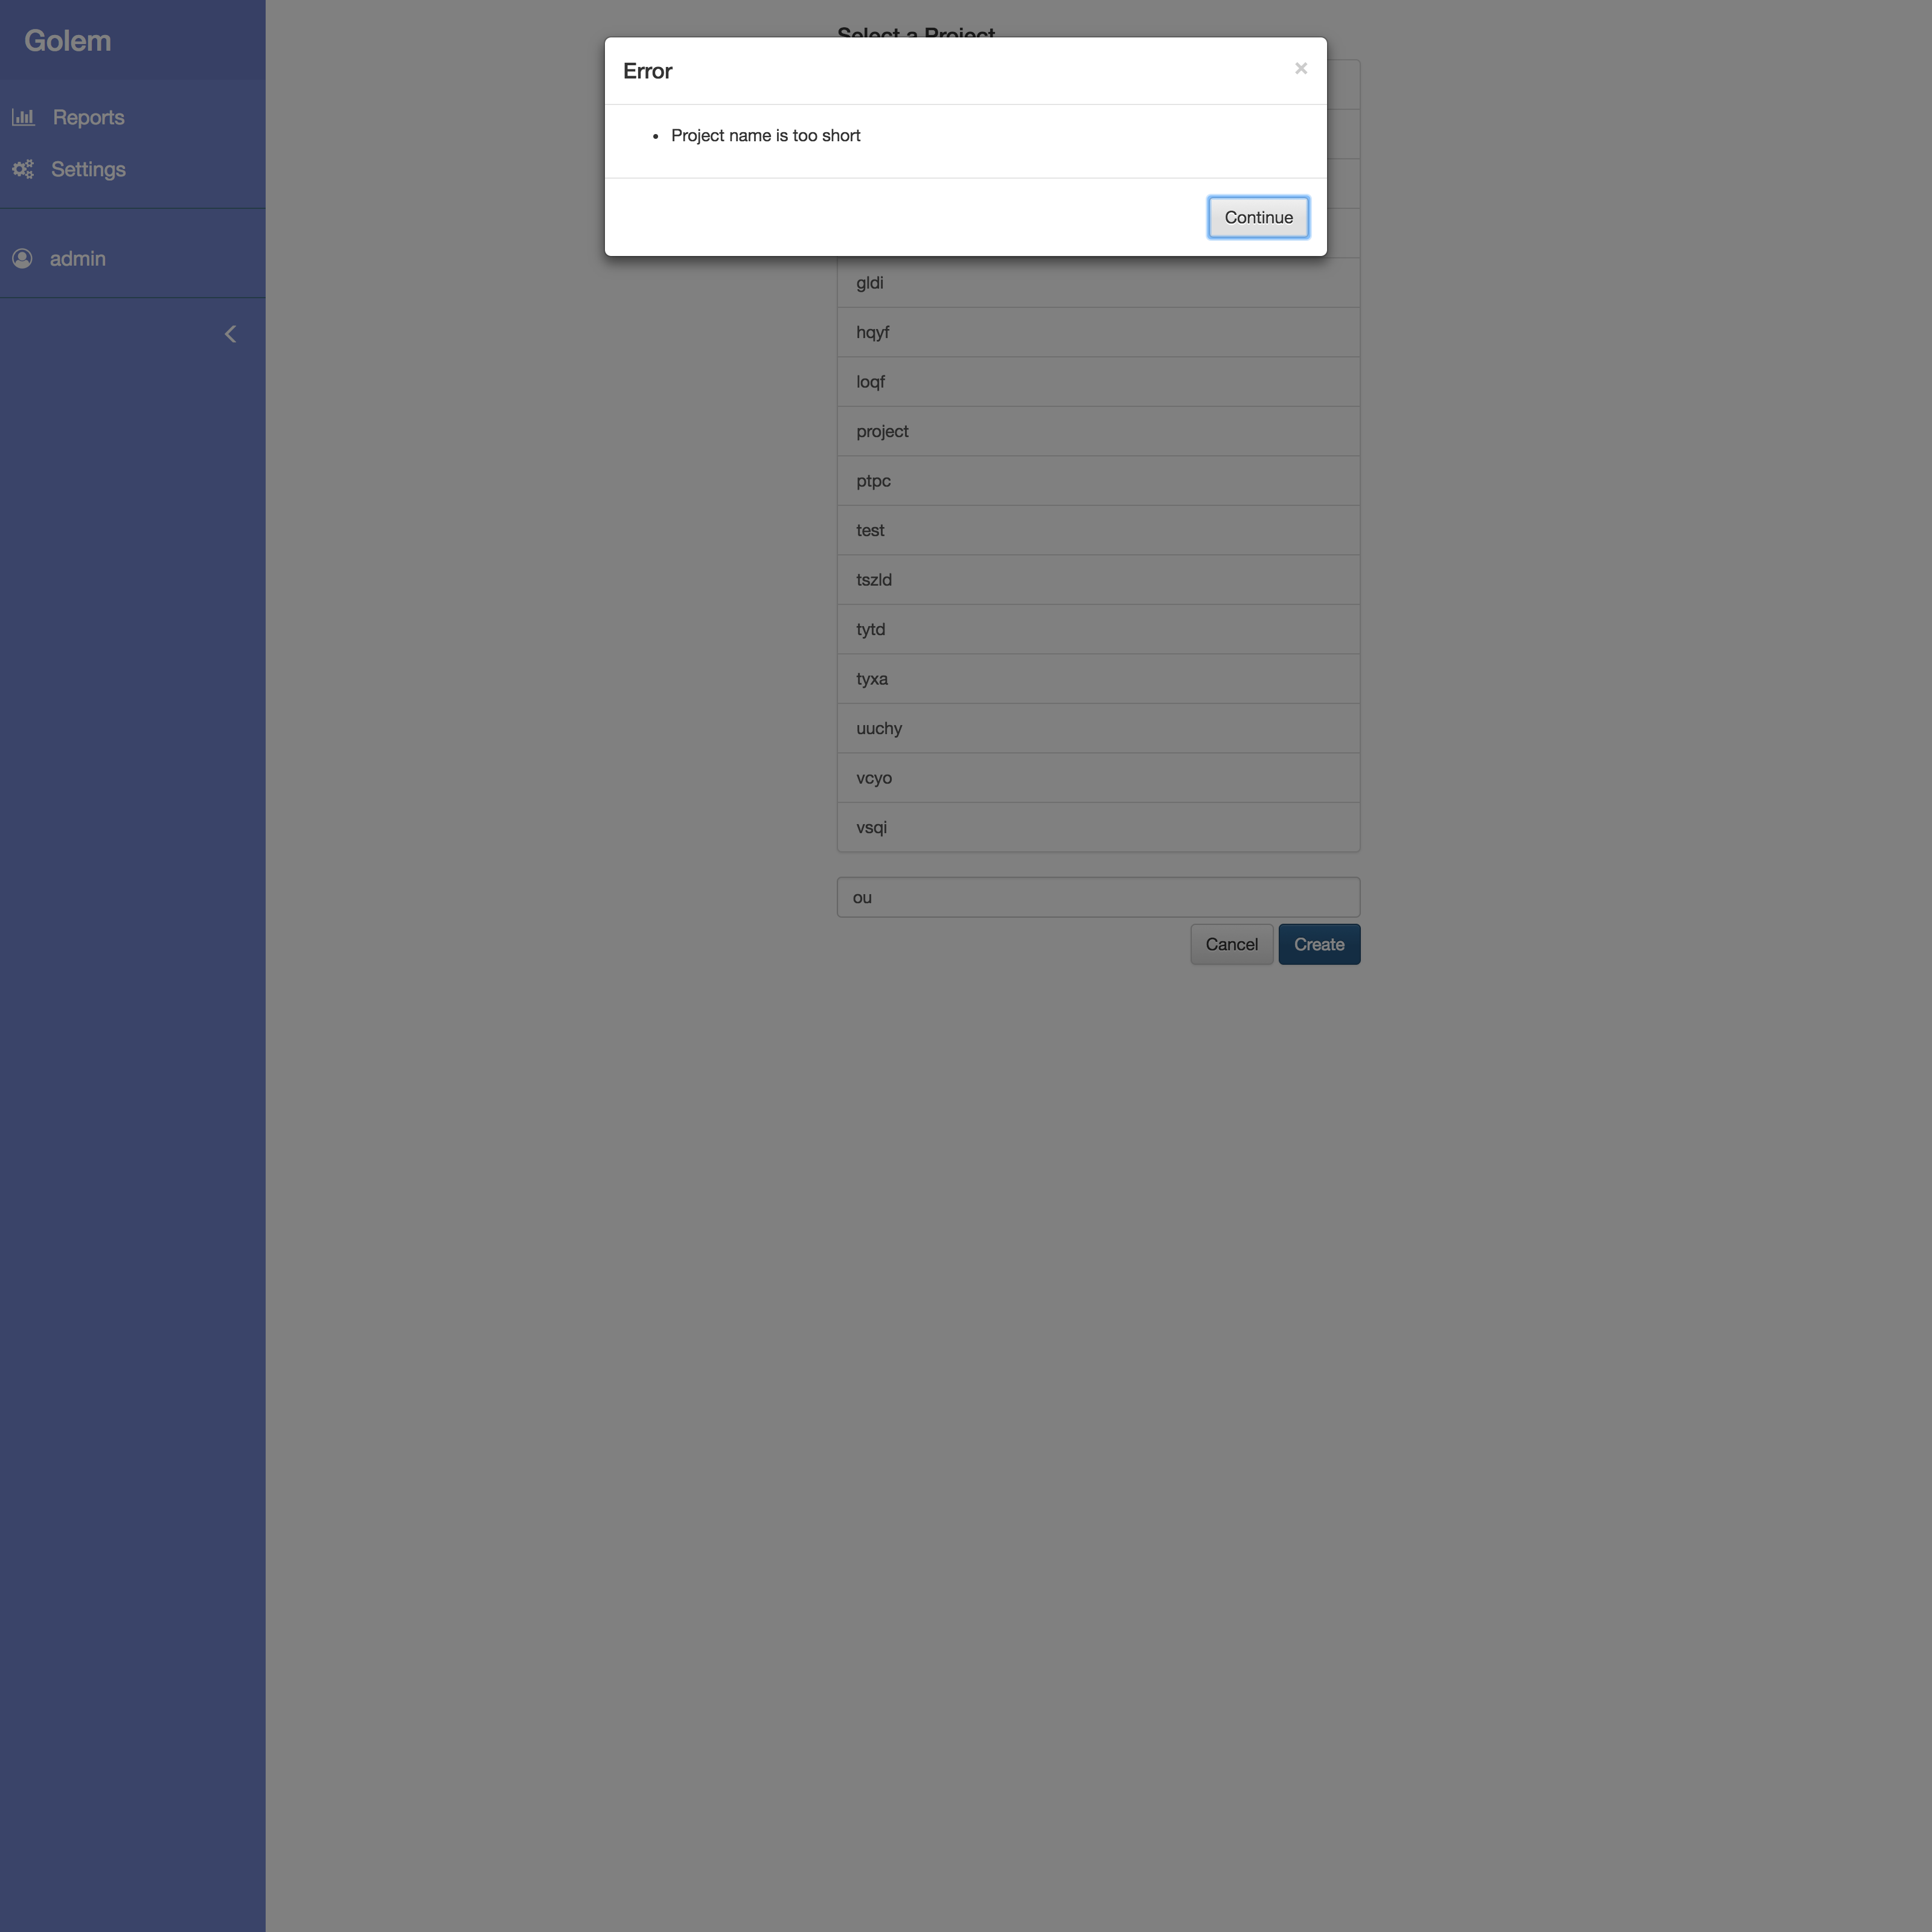 Golem
Reports
Settings
admin
Select a Project
Error
×
Project name is too short
Continue
gldi
hqyf
loqf
project
ptpc
test
tszld
tytd
tyxa
uuchy
vcyo
vsqi
ou
Cancel
Create